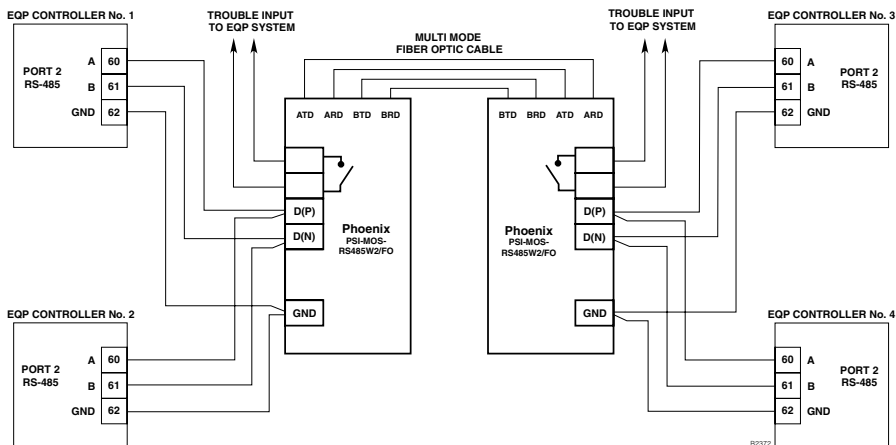 EQP CONTROLLER No. 1
PORT 2
RS-485
A 60
B 61
GND 62
TROUBLE INPUT
TO EQP SYSTEM
MULTI MODE
FIBER OPTIC CABLE
TROUBLE INPUT
TO EQP SYSTEM
EQP CONTROLLER No. 3
60 A
61 B
62 GND
PORT 2
RS-485
ATD ARD BTD BRD
D(P)
D(N)
GND
Phoenix
PSI-MOS-
RS485W2/FO
BTD BRD ATD ARD
Phoenix
PSI-MOS-
RS485W2/FO
D(P)
D(N)
GND
EQP CONTROLLER No. 2
PORT 2
RS-485
A 60
B 61
GND 62
EQP CONTROLLER No. 4
60 A
61 B
62 GND
PORT 2
RS-485
B2372